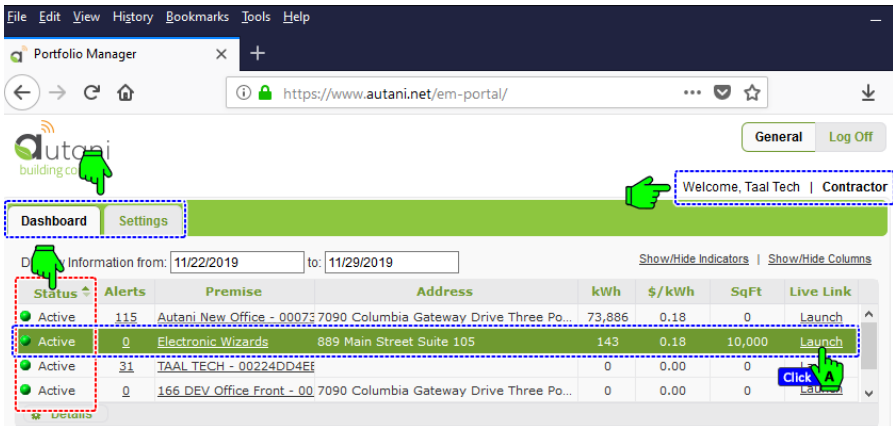 File Edit View History Bookmarks Tools Help
Portfolio Manager
https://www.autani.net/em-portal/
autani
building co
General Log Off
Welcome, Taal Tech | Contractor
Dashboard Settings
Information from: 11/22/2019 to: 11/29/2019 Show/Hide Indicators | Show/Hide Columns
Status Alerts Premise Address kWh $/kWh SqFt Live Link
Active 115 Autani New Office - 00073 7090 Columbia Gateway Drive Three Po... 73,886 0.18 0 Launch
Active 0 Electronic Wizards 889 Main Street Suite 105 143 0.18 10,000 Launch
Active 31 TAAL TECH - 00224DD4EE 0 0.00 0
Click A
Active 0 166 DEV Office Front - 00 7090 Columbia Gateway Drive Three Po... 0 0.00 0 Launch
Details